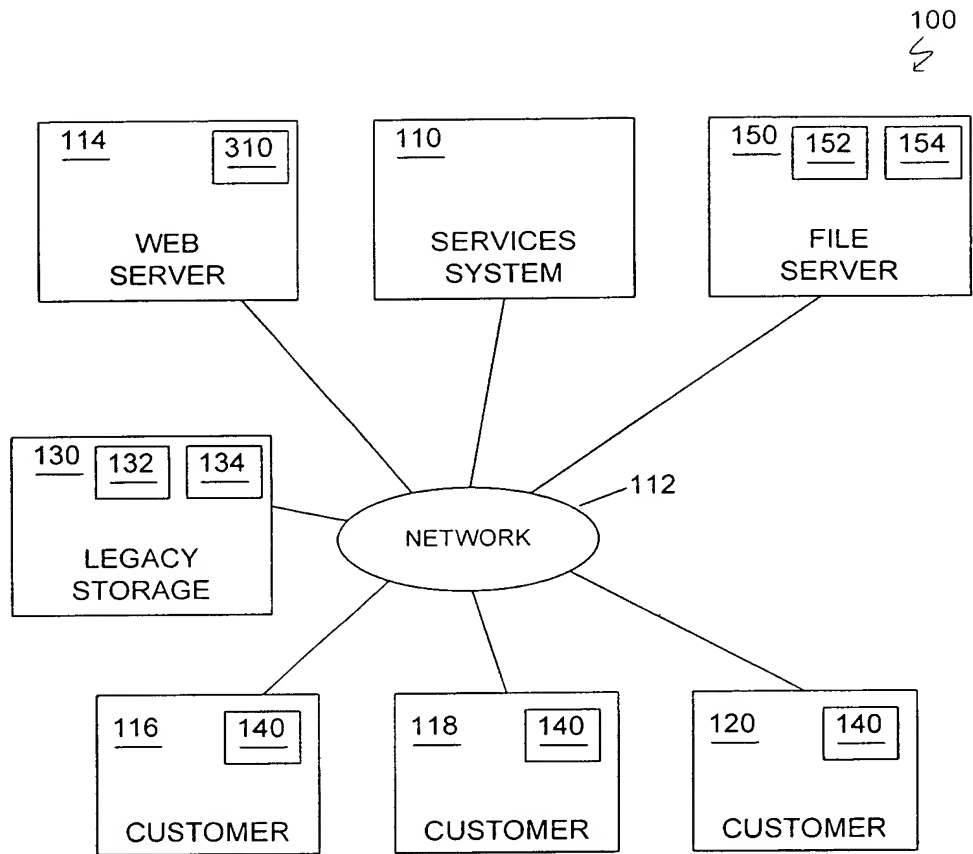 100
114
310
WEB
SERVER
110
SERVICES
SYSTEM
150
152
154
FILE
SERVER
130
132
134
LEGACY
STORAGE
NETWORK
112
116
140
CUSTOMER
118
140
CUSTOMER
120
140
CUSTOMER